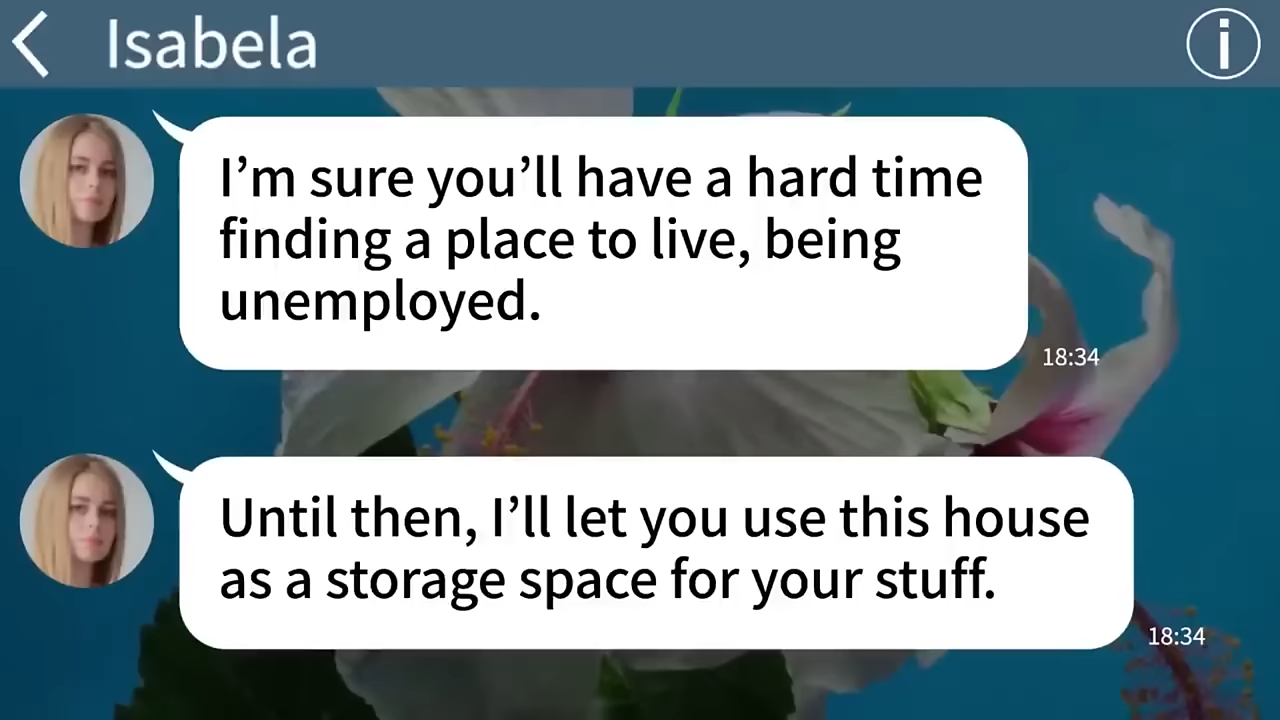 Isabela
i
I’m sure you’ll have a hard time
finding a place to live, being
unemployed.
18:34
Until then, I’ll let you use this house
as a storage space for your stuff.
18:34